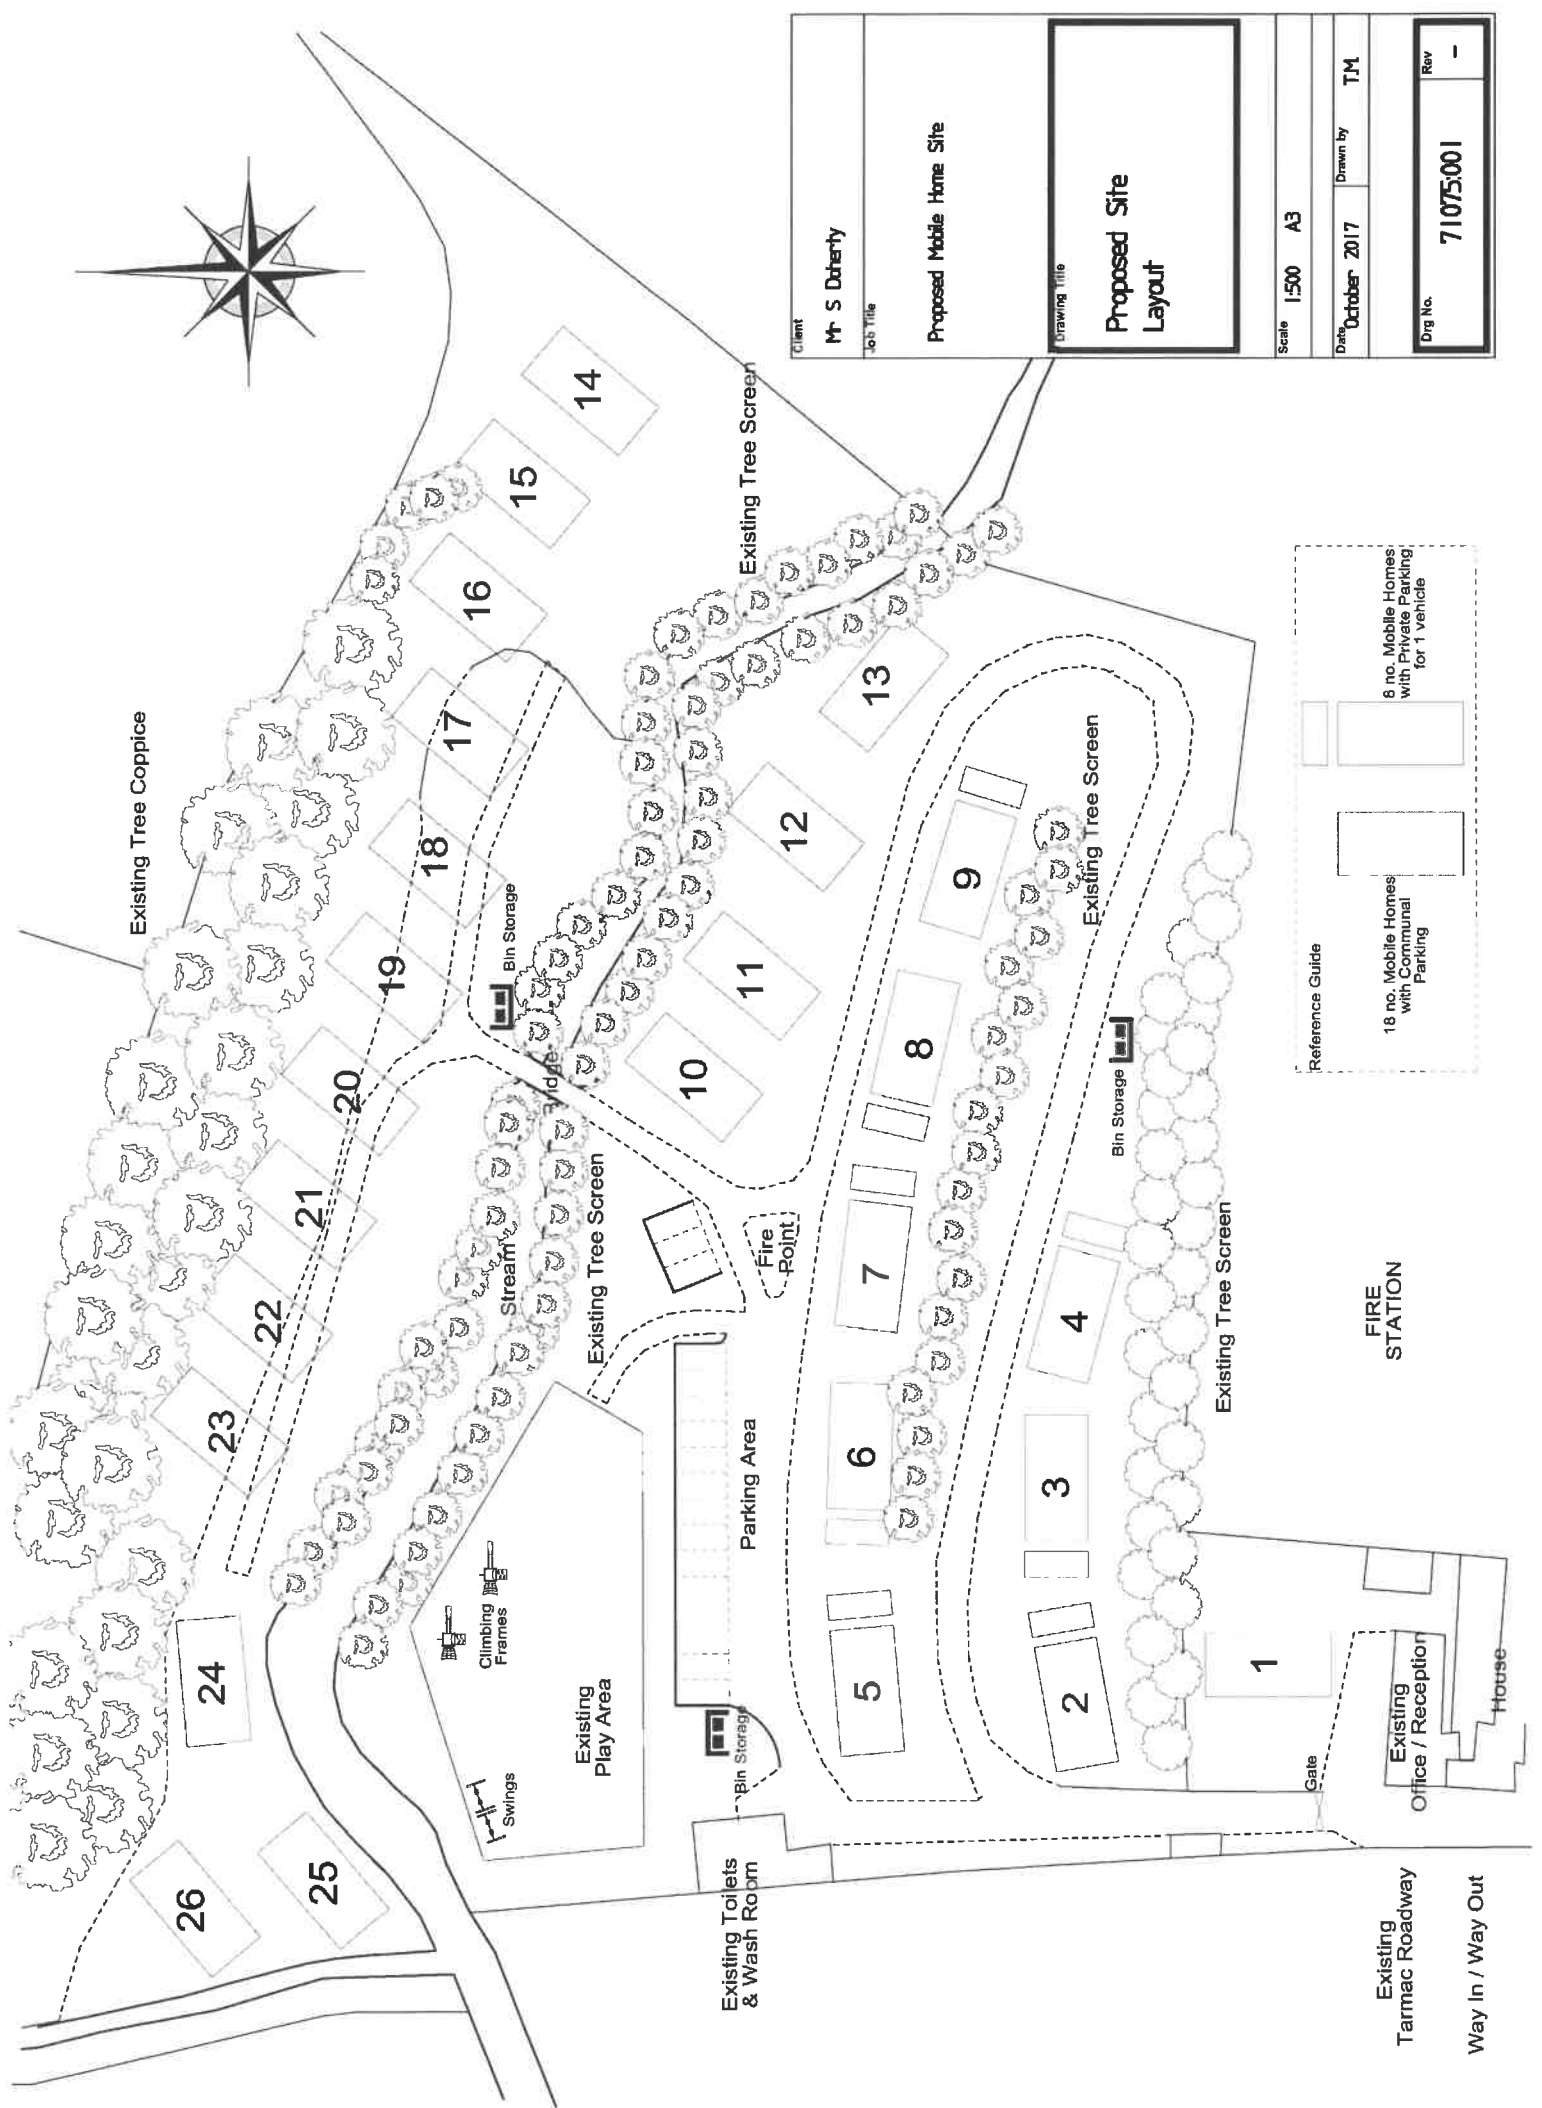 Existing Tree Coppice
26
25
24
23
22
21
20
19
18
17
16
15
14
Bin Storage
Stream
Existing Tree Screen
Existing Tree Screen
Swings
Climbing
Frames
Existing
Play Area
10
11
12
13
Existing Toilets
& Wash Room
Bin Storage
Parking Area
Fire
Point
5
6
7
8
9
Existing Tree Screen
2
3
4
Bin Storage
1
Existing Tree Screen
Gate
Existing
Office / Reception
House
FIRE
STATION
Existing
Tarmac Roadway
Way In / Way Out
Reference Guide
18 no. Mobile Homes
with Communal
Parking
8 no. Mobile Homes
with Private Parking
for 1 vehicle
Client
Mr S Doherty
Job Title
Proposed Mobile Home Site
Drawing Title
Proposed Site
Layout
Scale 1:500 A3
Date October 2017 Drawn by T.M.
Drg No. 71075:001 Rev -